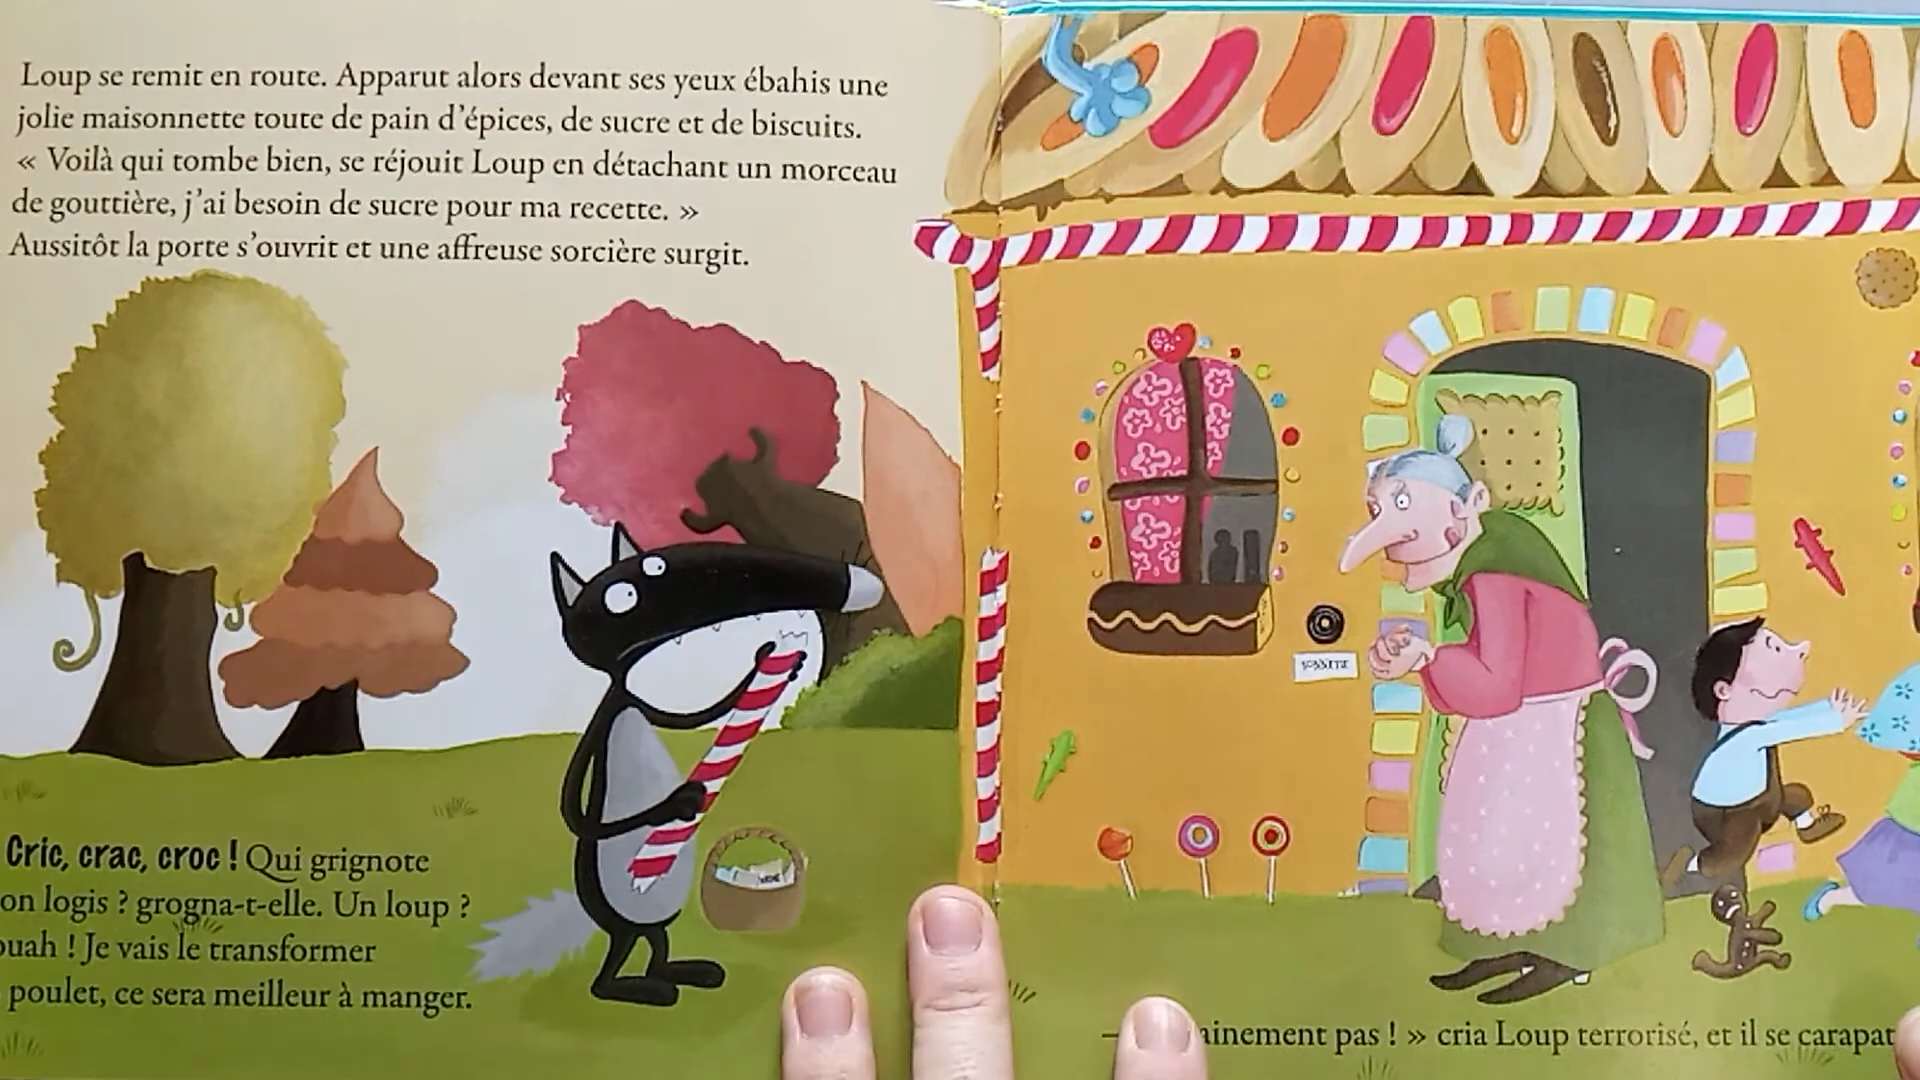 Loup se remit en route. Apparut alors devant ses yeux ébahis une
jolie maisonnette toute de pain d'épices, de sucre et de biscuits.
« Voilà qui tombe bien, se réjouit Loup en détachant un morceau
de gouttière, j'ai besoin de sucre pour ma recette. »
Aussitôt la porte s'ouvrit et une affreuse sorcière surgit.
Cric, crac, croc ! Qui grignote
on logis ? grogna-t-elle. Un loup ?
ouah ! Je vais le transformer
poulet, ce sera meilleur à manger.
SONNETTE
ainement pas ! » cria Loup terrorisé, et il se carapat